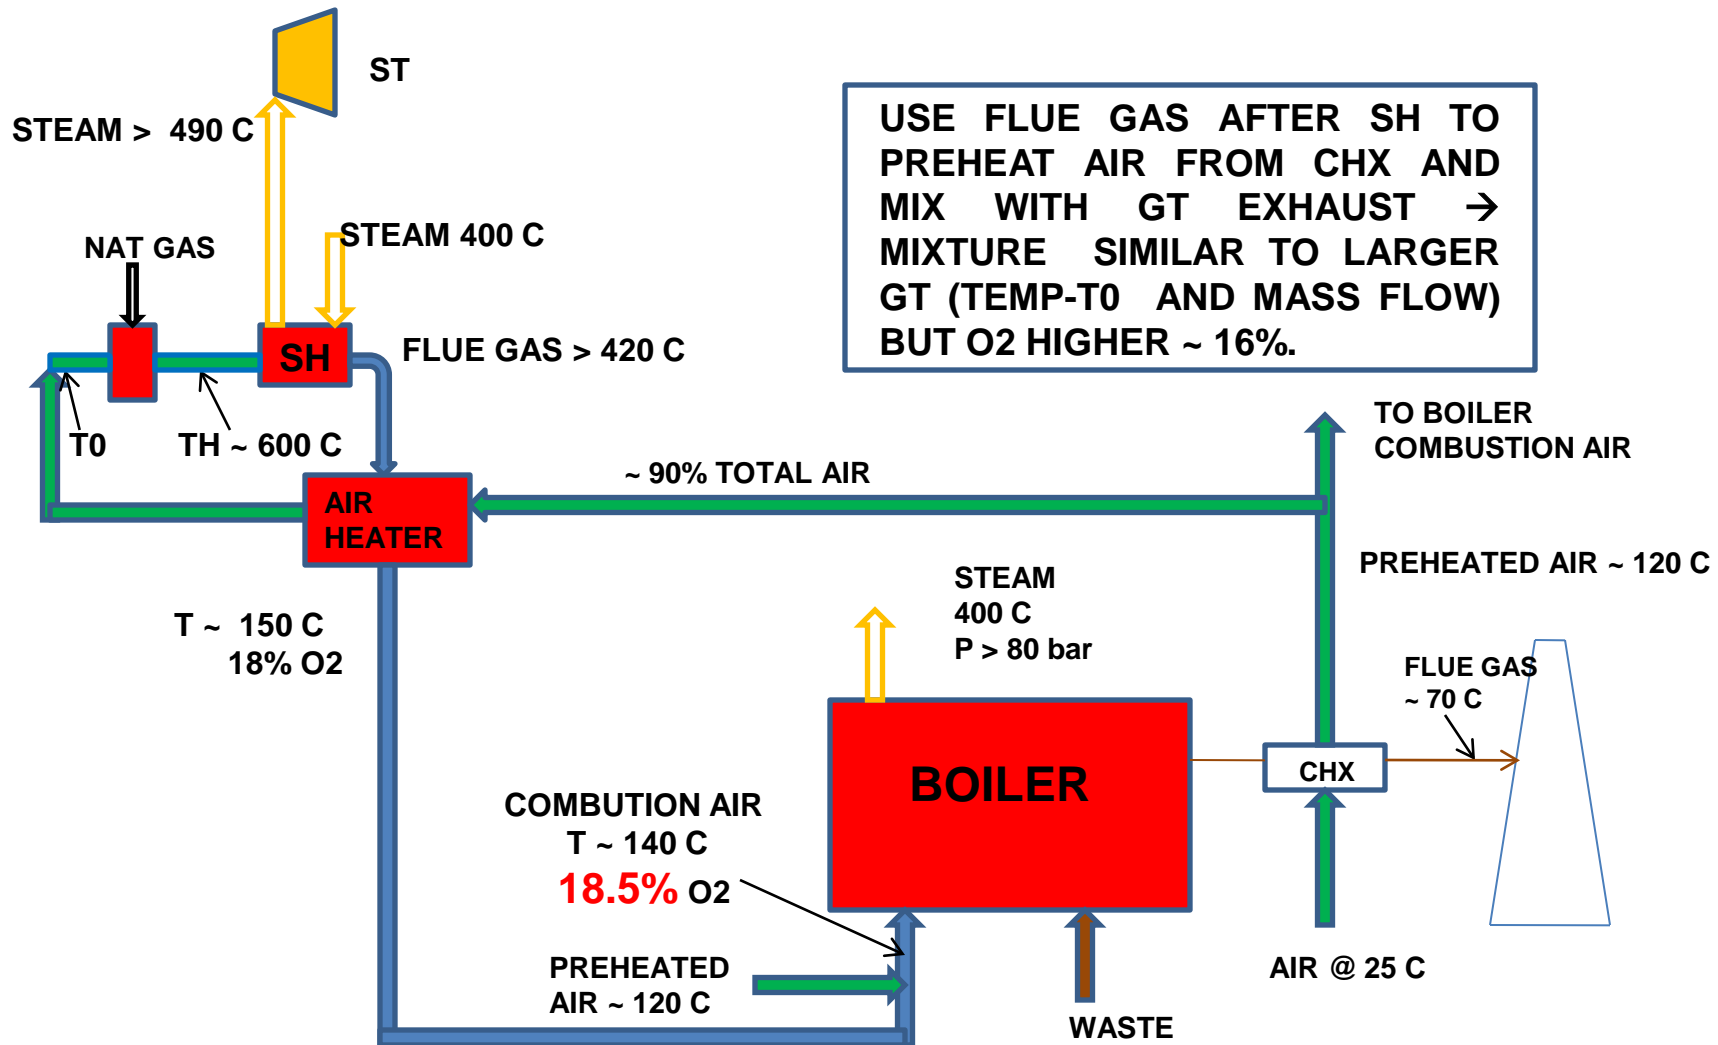 ST
STEAM > 490 C
USE FLUE GAS AFTER SH TO
PREHEAT AIR FROM CHX AND
MIX WITH GT EXHAUST →
MIXTURE SIMILAR TO LARGER
GT (TEMP-T0 AND MASS FLOW)
BUT O2 HIGHER ~ 16%.
NAT GAS
STEAM 400 C
SH
FLUE GAS > 420 C
T0
TH ~ 600 C
TO BOILER
COMBUSTION AIR
~ 90% TOTAL AIR
AIR
HEATER
PREHEATED AIR ~ 120 C
STEAM
400 C
P > 80 bar
T ~ 150 C
18% O2
FLUE GAS
~ 70 C
BOILER
CHX
COMBUTION AIR
T ~ 140 C
18.5% O2
PREHEATED
AIR ~ 120 C
AIR @ 25 C
WASTE